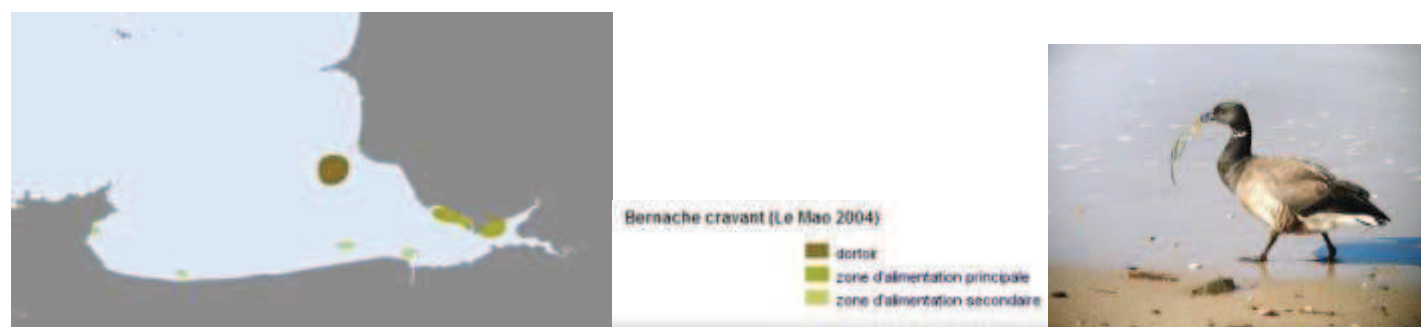 Bernache cravant (Le Mao 2004)
dortoir
zone d'alimentation principale
zone d'alimentation secondaire